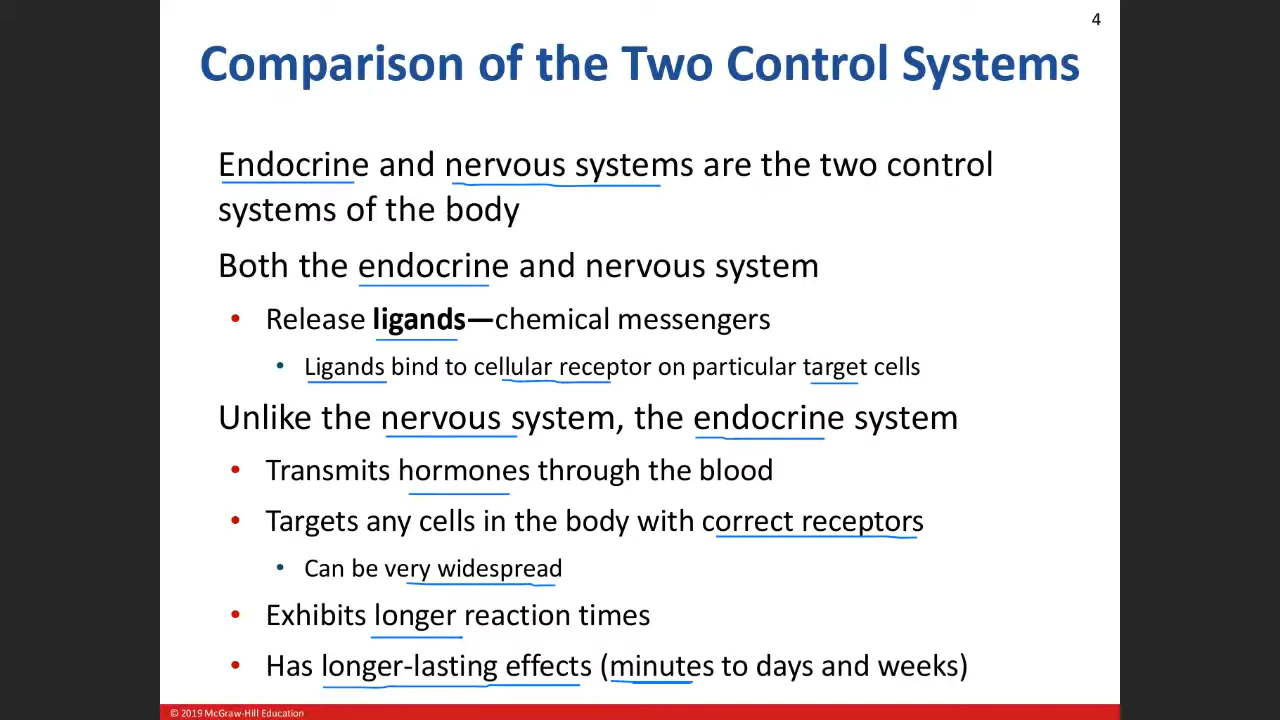 4
Comparison of the Two Control Systems
Endocrine and nervous systems are the two control
systems of the body
Both the endocrine and nervous system
• Release ligands—chemical messengers
• Ligands bind to cellular receptor on particular target cells
Unlike the nervous system, the endocrine system
• Transmits hormones through the blood
• Targets any cells in the body with correct receptors
• Can be very widespread
• Exhibits longer reaction times
• Has longer-lasting effects (minutes to days and weeks)
© 2019 McGraw-Hill Education